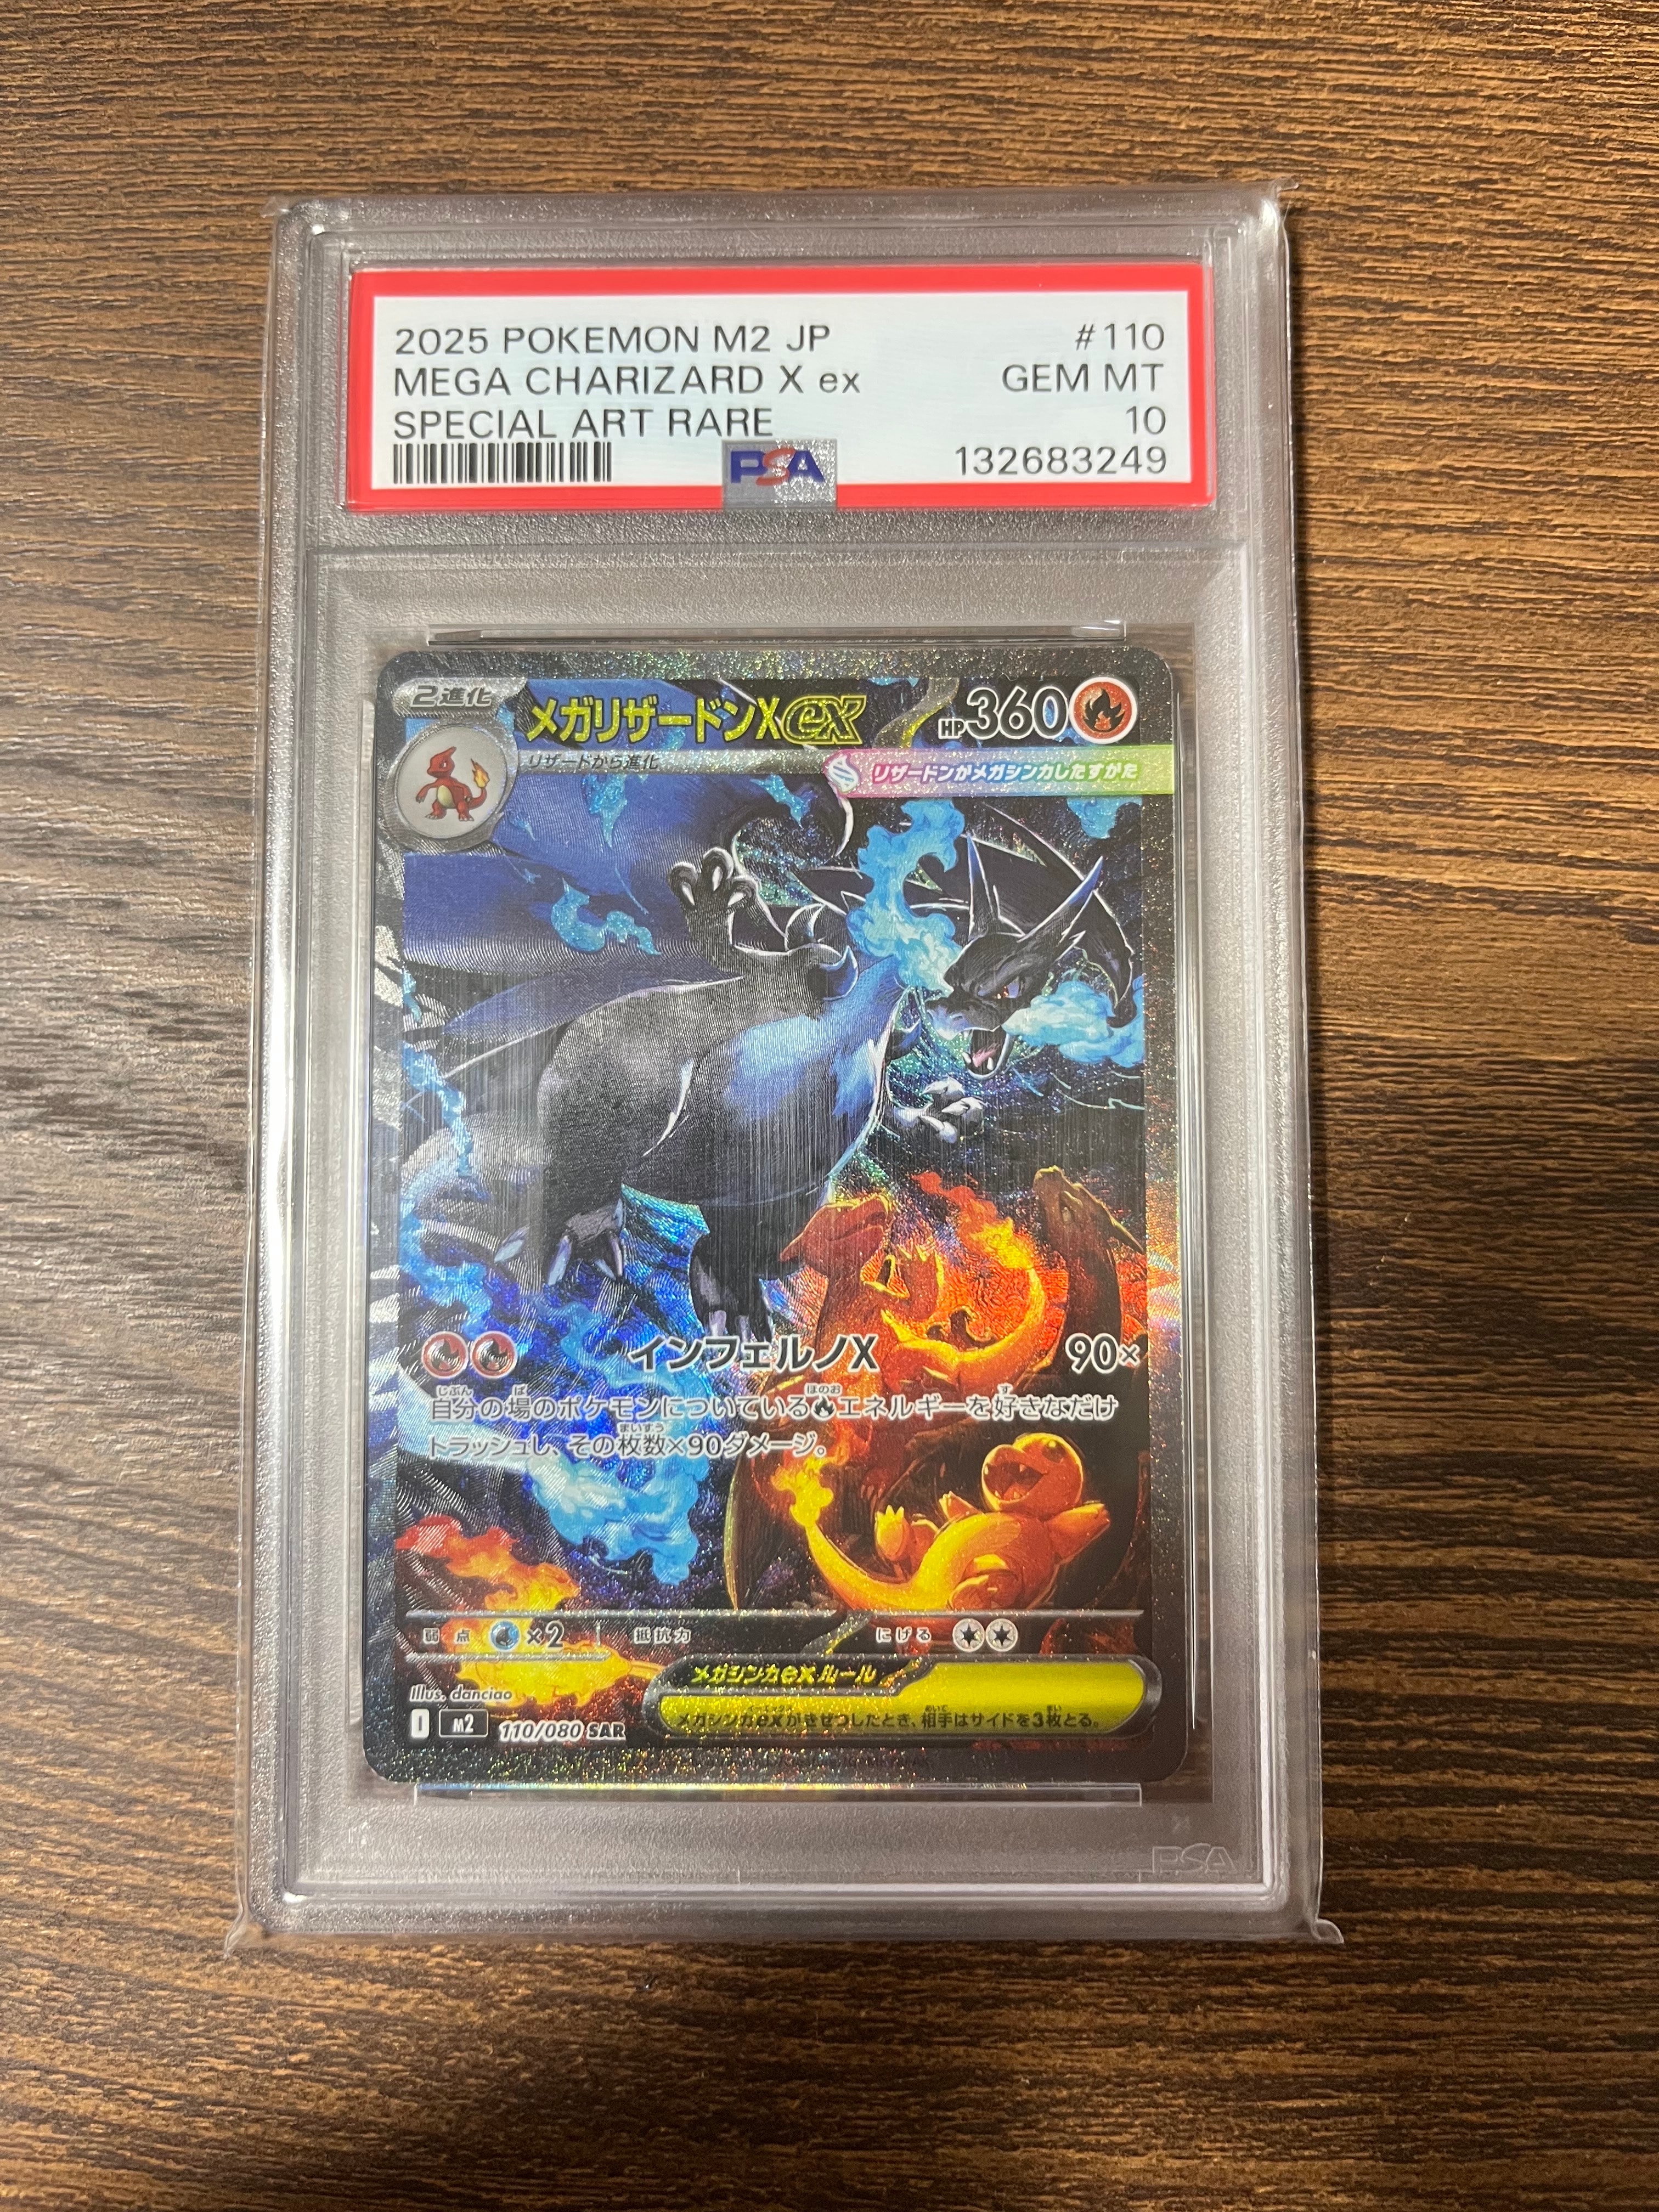 2025 POKEMON M2 JP #110
MEGA CHARIZARD X ex GEM MT
SPECIAL ART RARE 10
PSA 132683249
2進化 メガリザードンXex HP360
リザードから進化
リザードンがメガシンカしたすがた
インフェルノX 90×
自分の場のポケモンについているエネルギーを好きなだけ
トラッシュし、その枚数×90ダメージ。
弱点 ×2 抵抗力 にげる
メガシンカexルール
メガシンカexがきぜつしたとき、相手はサイドを3枚とる。
Illus. danciao
I M2 110/080 SAR
PSA